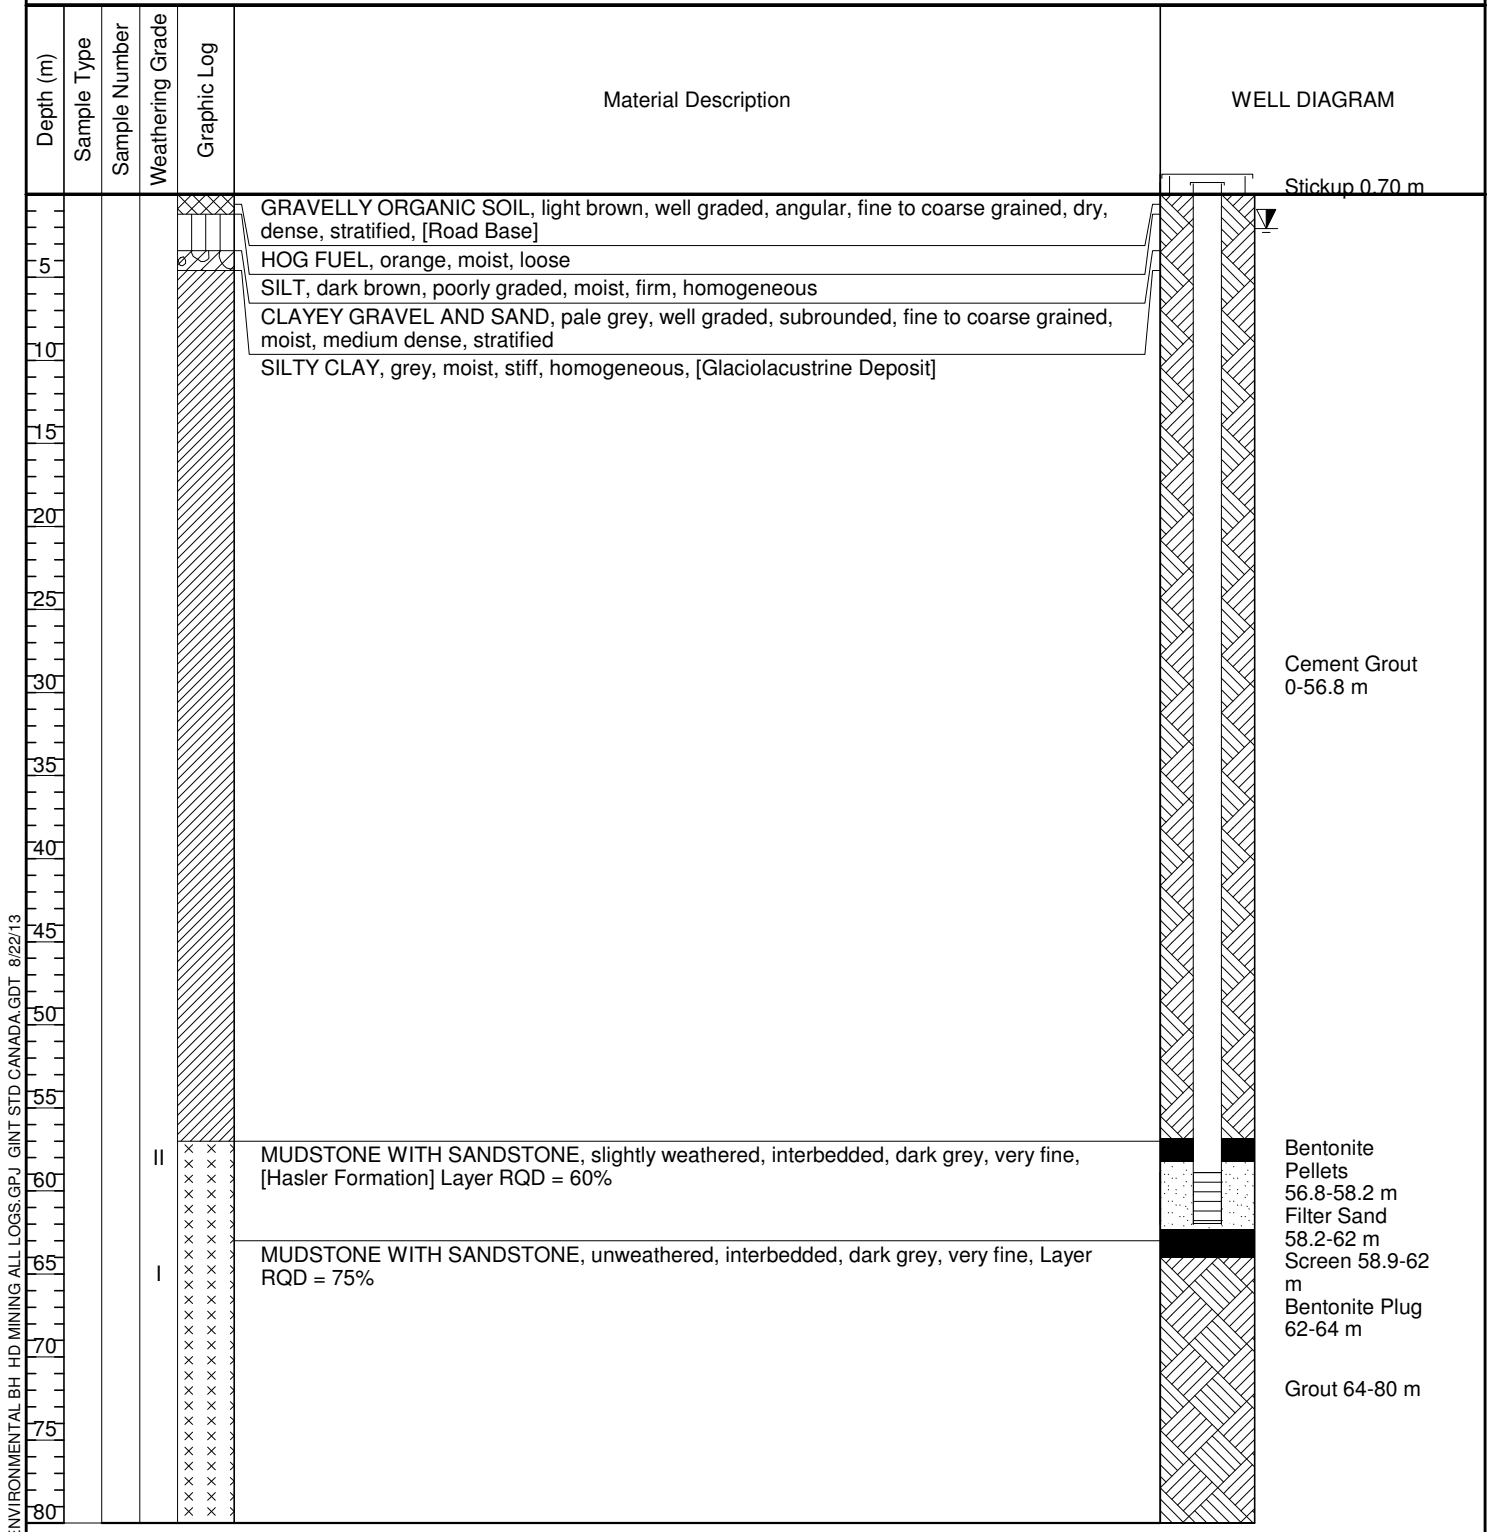 Depth (m)
Sample Type
Sample Number
Weathering Grade
Graphic Log
Material Description
WELL DIAGRAM
Stickup 0.70 m
GRAVELLY ORGANIC SOIL, light brown, well graded, angular, fine to coarse grained, dry,
dense, stratified, [Road Base]
HOG FUEL, orange, moist, loose
SILT, dark brown, poorly graded, moist, firm, homogeneous
CLAYEY GRAVEL AND SAND, pale grey, well graded, subrounded, fine to coarse grained,
moist, medium dense, stratified
SILTY CLAY, grey, moist, stiff, homogeneous, [Glaciolacustrine Deposit]
5
10
15
20
25
30
35
40
45
50
55
60
65
70
75
80
Cement Grout
0-56.8 m
II
MUDSTONE WITH SANDSTONE, slightly weathered, interbedded, dark grey, very fine,
[Hasler Formation] Layer RQD = 60%
I
MUDSTONE WITH SANDSTONE, unweathered, interbedded, dark grey, very fine, Layer
RQD = 75%
Bentonite
Pellets
56.8-58.2 m
Filter Sand
58.2-62 m
Screen 58.9-62
m
Bentonite Plug
62-64 m
Grout 64-80 m
ENVIRONMENTAL BH HD MINING ALL LOGS.GPJ GINT STD CANADA.GDT 8/22/13